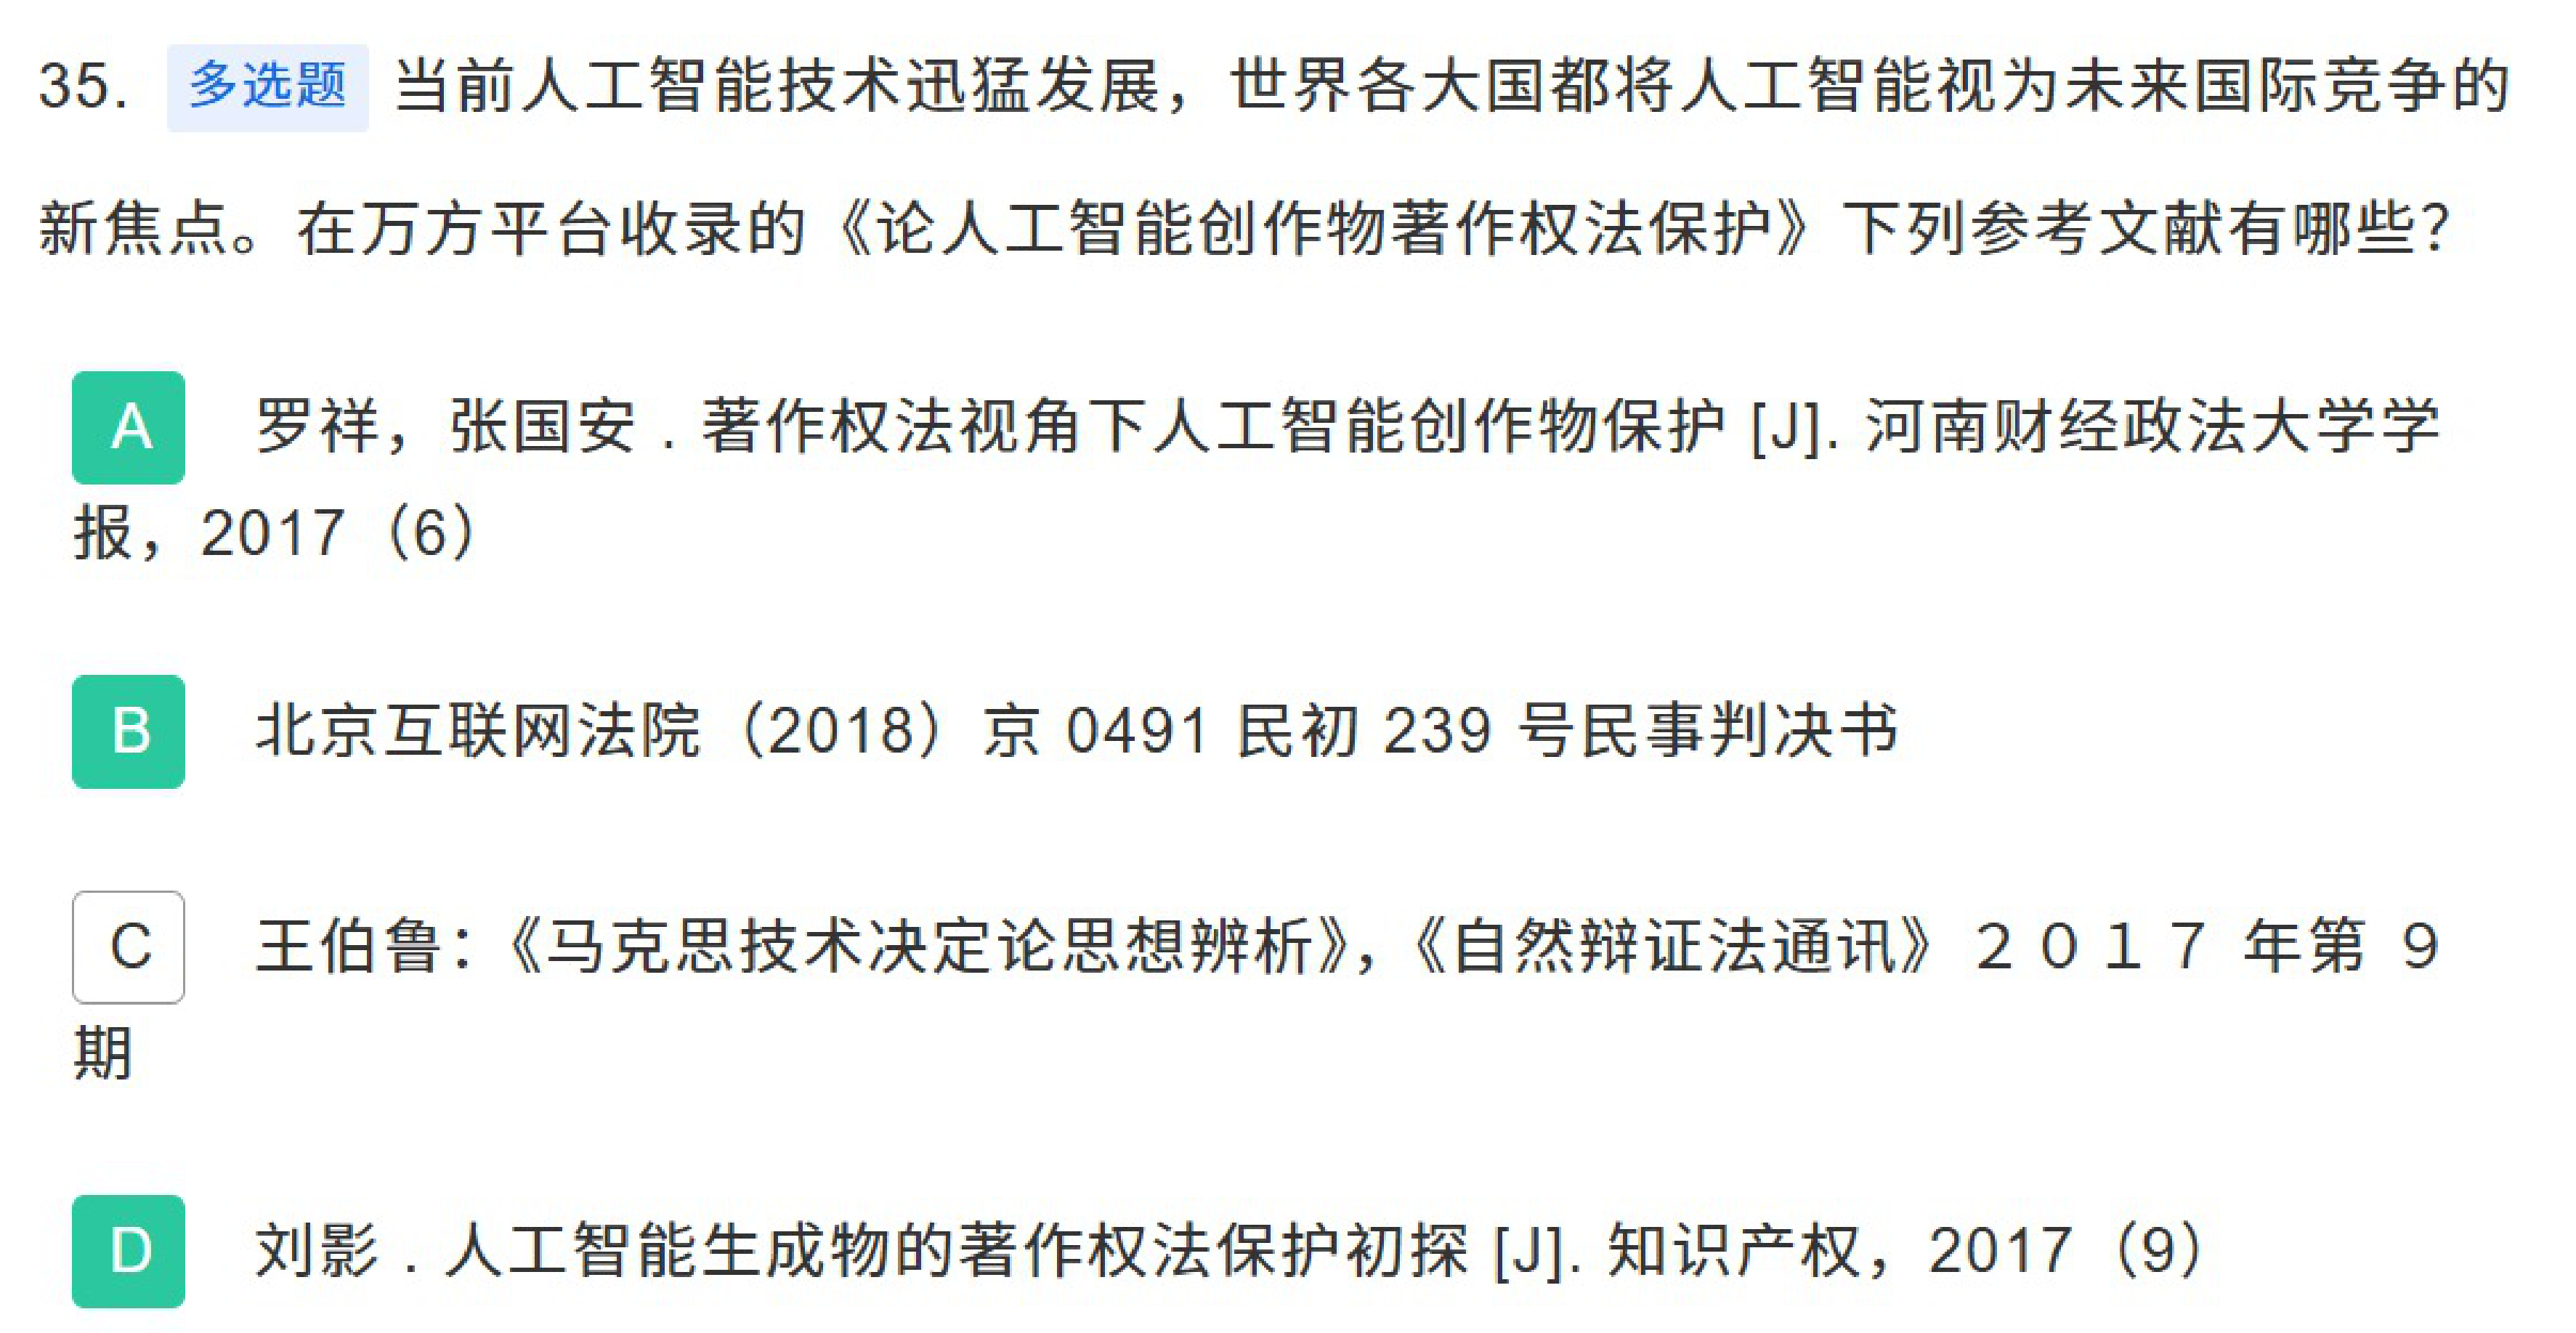 35. 多选题 当前人工智能技术迅猛发展，世界各大国都将人工智能视为未来国际竞争的
新焦点。在万方平台收录的《论人工智能创作物著作权法保护》下列参考文献有哪些？
A 罗祥，张国安 . 著作权法视角下人工智能创作物保护 [J]. 河南财经政法大学学
报，2017（6）
B 北京互联网法院（2018）京 0491 民初 239 号民事判决书
C 王伯鲁：《马克思技术决定论思想辨析》，《自然辩证法通讯》２０１７ 年第 ９
期
D 刘影 . 人工智能生成物的著作权法保护初探 [J]. 知识产权，2017（9）